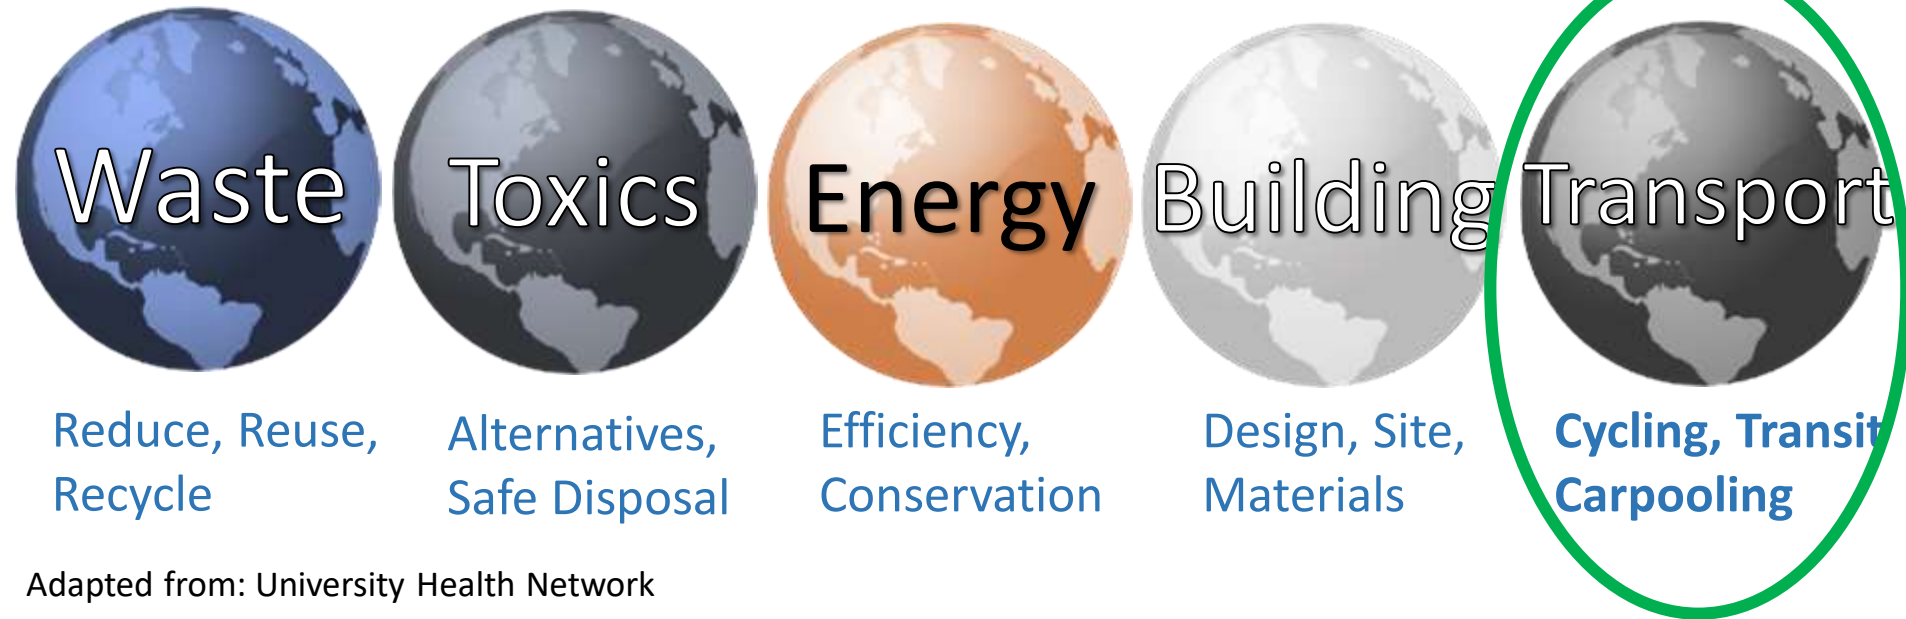 Waste
Toxics
Energy
Building
Transport
Reduce, Reuse,
Recycle
Alternatives,
Safe Disposal
Efficiency,
Conservation
Design, Site,
Materials
Cycling, Transit
Carpooling
Adapted from: University Health Network